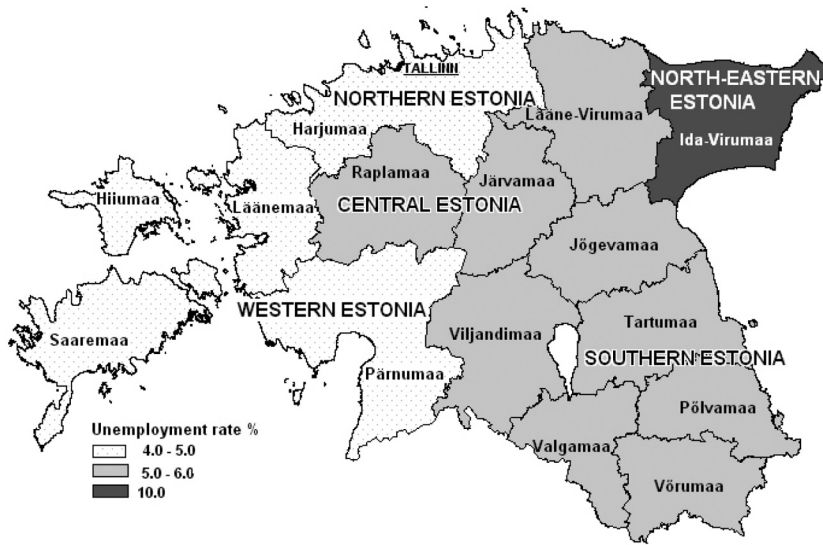 TALLINN
NORTHERN ESTONIA
Harjumaa
Lääne-Virumaa
NORTH-EASTERN
ESTONIA
Ida-Virumaa
Raplamaa
Järvamaa
CENTRAL ESTONIA
Hiiumaa
Läänemaa
Jõgevamaa
WESTERN ESTONIA
Saaremaa
Pärnumaa
Viljandimaa
Tartumaa
SOUTHERN ESTONIA
Põlvamaa
Valgamaa
Võrumaa
Unemployment rate %
4.0 - 5.0
5.0 - 6.0
10.0